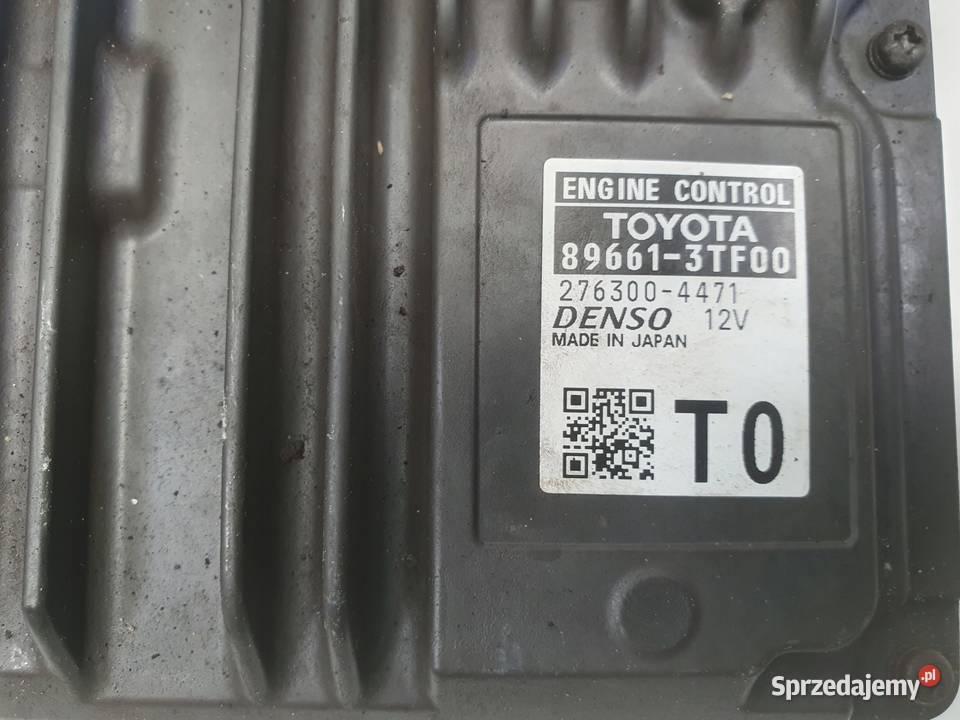 ENGINE CONTROL
TOYOTA
89661-3TF00
276300-4471
DENSO 12V
MADE IN JAPAN
T0
Sprzedajemy.pl